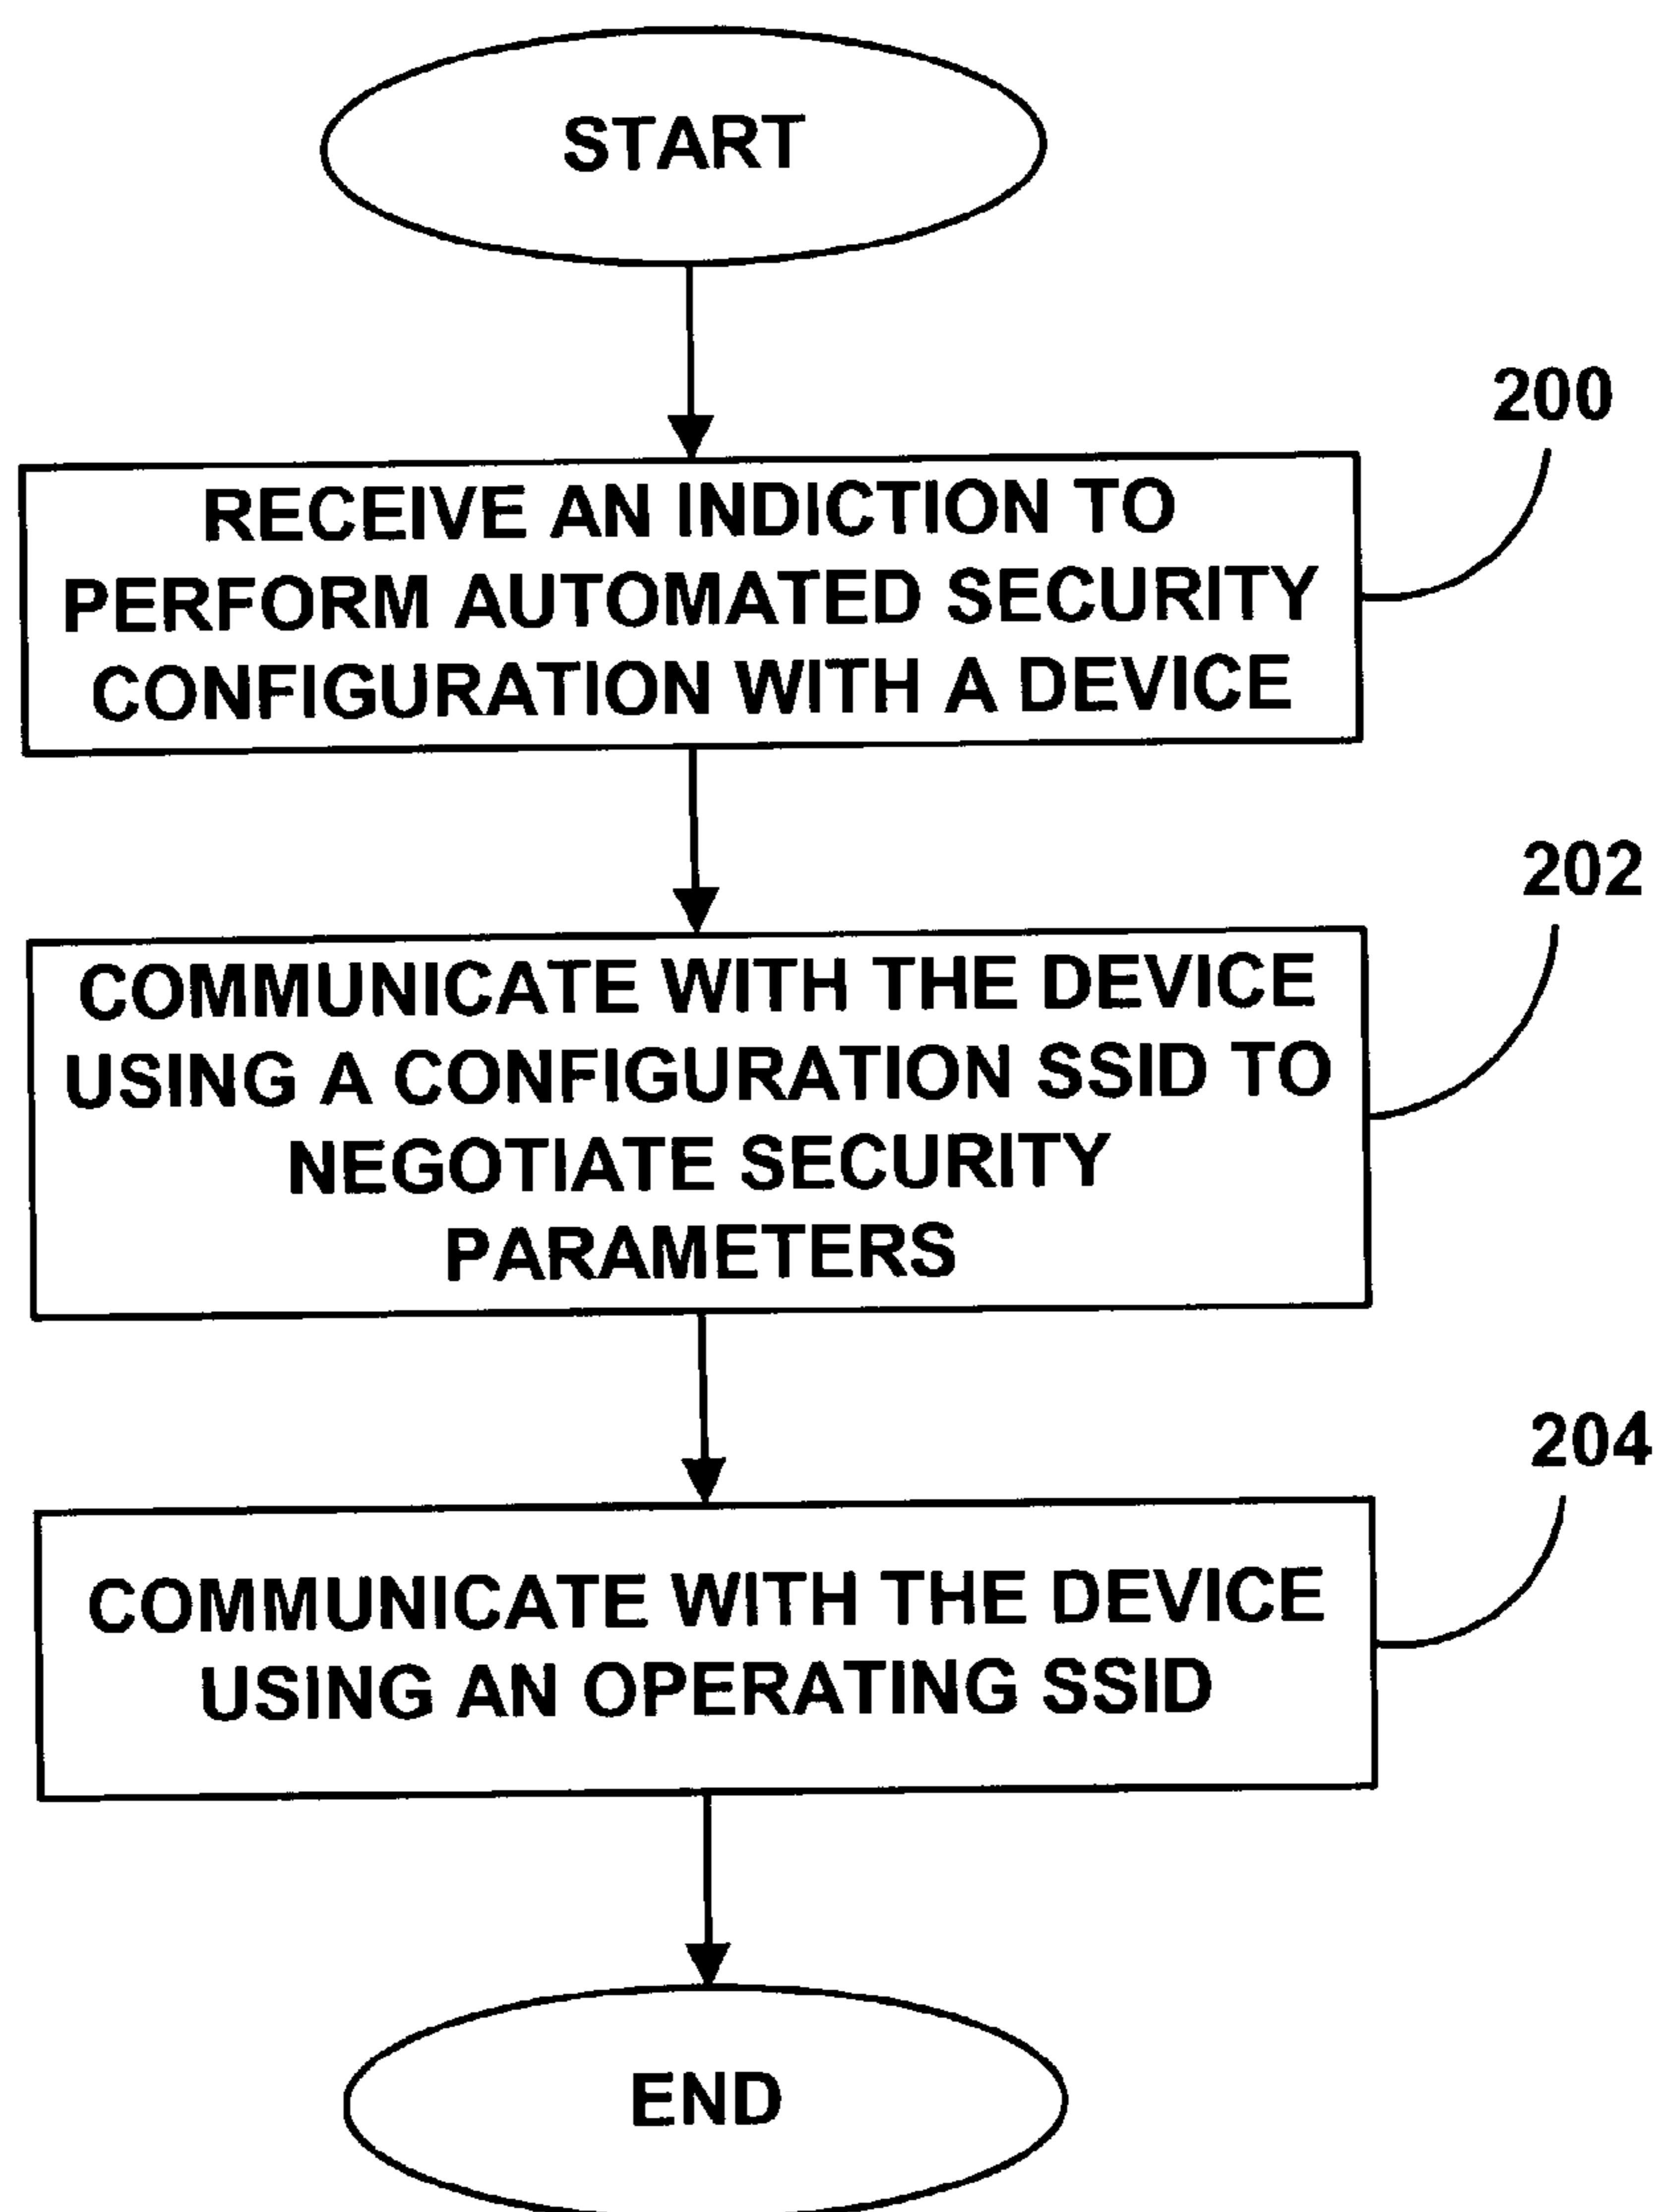 START
200
RECEIVE AN INDICTION TO
PERFORM AUTOMATED SECURITY
CONFIGURATION WITH A DEVICE
202
COMMUNICATE WITH THE DEVICE
USING A CONFIGURATION SSID TO
NEGOTIATE SECURITY
PARAMETERS
204
COMMUNICATE WITH THE DEVICE
USING AN OPERATING SSID
END